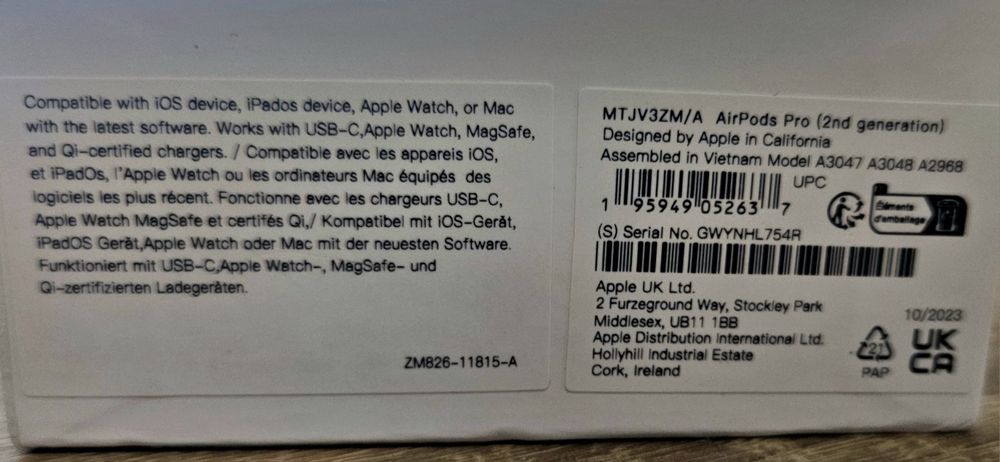 Compatible with iOS device, iPados device, Apple Watch, or Mac
with the latest software. Works with USB-C,Apple Watch, MagSafe,
and Qi-certified chargers. / Compatible avec les appareis iOS,
et iPadOs, l'Apple Watch ou les ordinateurs Mac équipés des
logiciels les plus récent. Fonctionne avec les chargeurs USB-C,
Apple Watch MagSafe et certifés Qi,/ Kompatibel mit iOS-Gerät,
iPadOS Gerät,Apple Watch oder Mac mit der neuesten Software.
Funktioniert mit USB-C,Apple Watch-, MagSafe- und
Qi-zertifizierten Ladegeräten.
ZM826-11815-A
MTJV3ZM/A AirPods Pro (2nd generation)
Designed by Apple in California
Assembled in Vietnam Model A3047 A3048 A2968
UPC
1 95949 05263 7
Éléments
d'emballage
(S) Serial No. GWYNHL754R
Apple UK Ltd.
2 Furzeground Way, Stockley Park
Middlesex, UB11 1BB
Apple Distribution International Ltd.
Hollyhill Industrial Estate
Cork, Ireland
10/2023
21
PAP
UK
CA